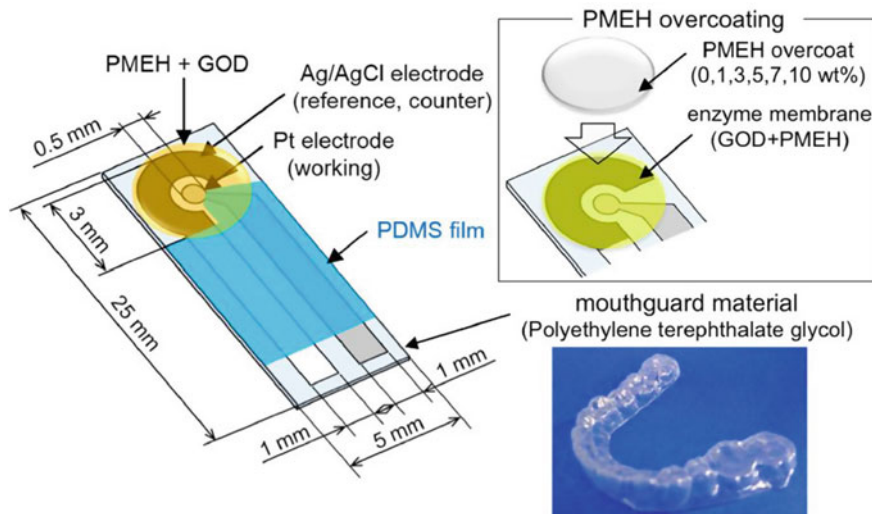 PMEH + GOD
Ag/AgCl electrode
(reference, counter)
0.5 mm
Pt electrode
(working)
3 mm
PDMS film
25 mm
1 mm
5 mm
1 mm
PMEH overcoating
PMEH overcoat
(0,1,3,5,7,10 wt%)
enzyme membrane
(GOD+PMEH)
mouthguard material
(Polyethylene terephthalate glycol)